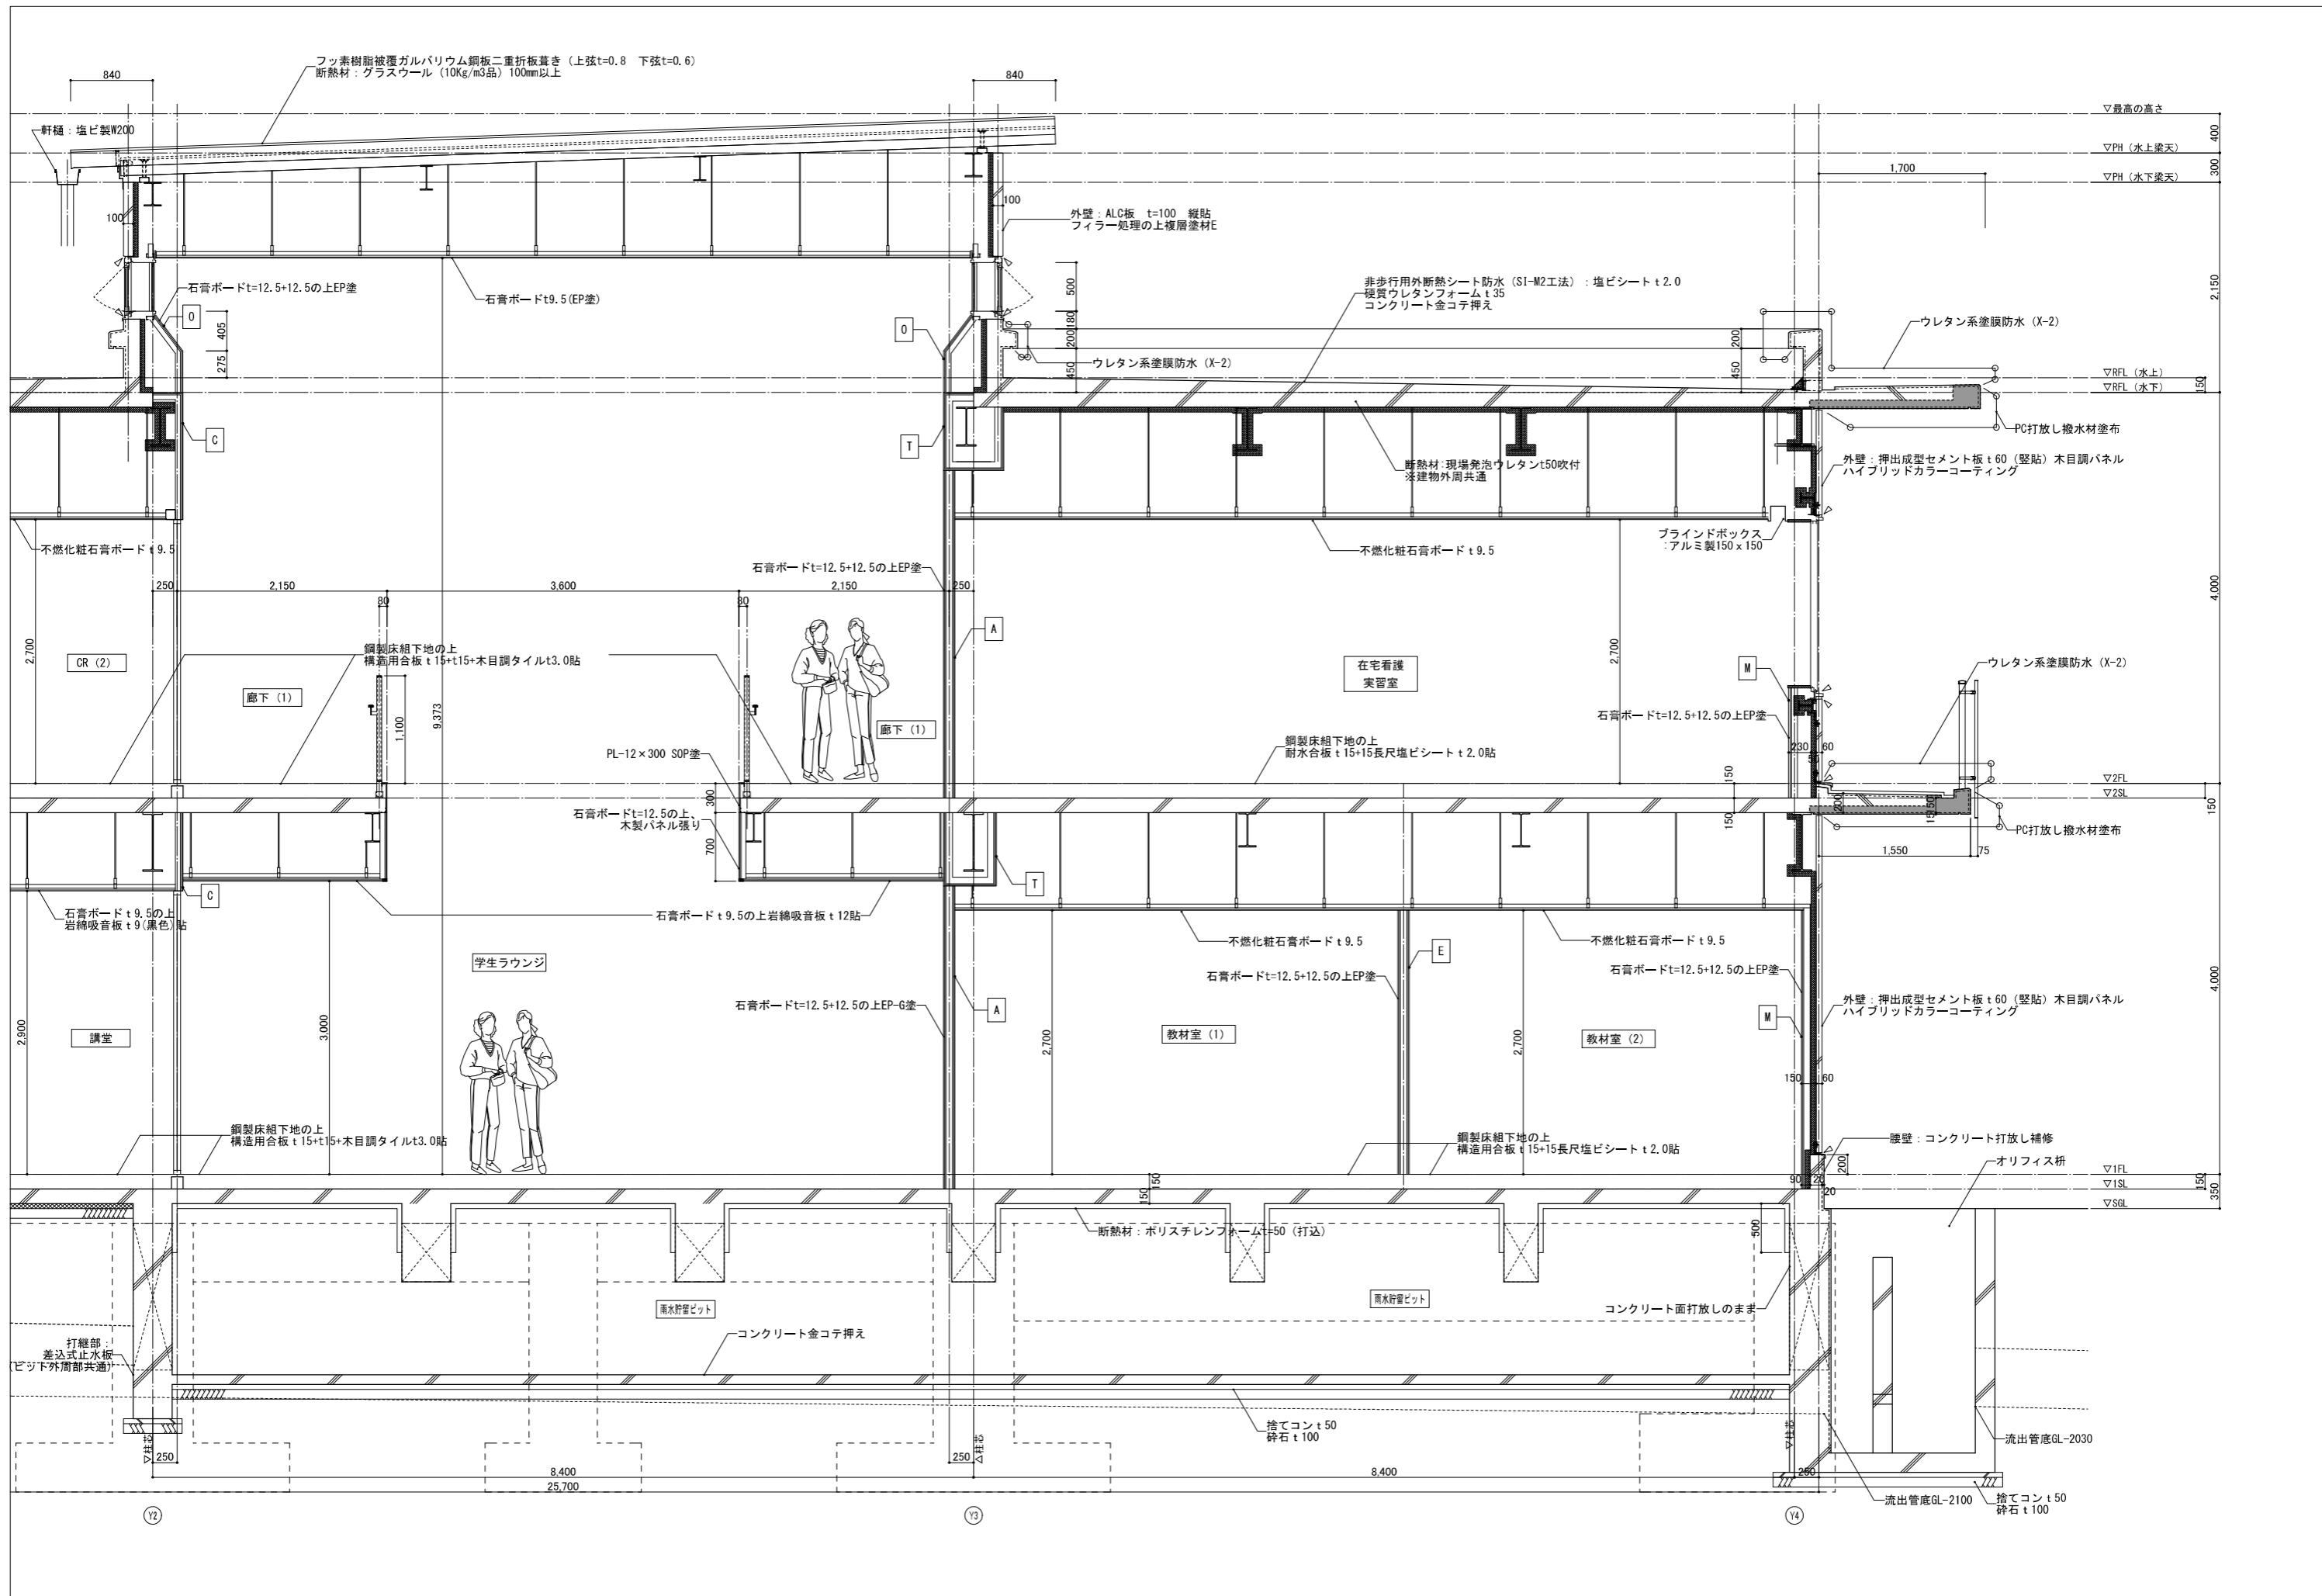 フッ素樹脂被覆ガルバリウム鋼板二重折板葺き（上弦t=0.8　下弦t=0.6）
断熱材：グラスウール（10Kg/m3品）100mm以上
840
840
▽最高の高さ
軒樋：塩ビ製W200
400
▽PH（水上梁天）
300
▽PH（水下梁天）
1,700
100
100
外壁：ALC板　t=100　縦貼
フィラー処理の上複層塗材E
石膏ボードt=12.5+12.5の上EP塗
石膏ボードt9.5(EP塗)
500
非歩行用外断熱シート防水（SI-M2工法）：塩ビシートｔ2.0
硬質ウレタンフォームｔ35
コンクリート金コテ押え
2,150
O
405
O
180
200
200
ウレタン系塗膜防水（X-2）
275
450
ウレタン系塗膜防水（X-2）
450
▽RFL（水上）
▽RFL（水下）
150
C
T
PC打放し撥水材塗布
断熱材:現場発泡ウレタンt50吹付
※建物外周共通
外壁：押出成型セメント板ｔ60（竪貼）木目調パネル
ハイブリッドカラーコーティング
不燃化粧石膏ボードｔ9.5
不燃化粧石膏ボードｔ9.5
ブラインドボックス
：アルミ製150ｘ150
石膏ボードt=12.5+12.5の上EP塗
250
2,150
3,600
2,150
250
4,000
80
80
A
2,700
CR（2）
鋼製床組下地の上
構造用合板ｔ15+t15+木目調タイルt3.0貼
2,700
在宅看護
実習室
M
ウレタン系塗膜防水（X-2）
廊下（1）
1,100
9,373
廊下（1）
石膏ボードt=12.5+12.5の上EP塗
PL-12×300 SOP塗
鋼製床組下地の上
耐水合板ｔ15+15長尺塩ビシートｔ2.0貼
230
60
50
150
▽2FL
300
▽2SL
200
150
150
石膏ボードt=12.5の上、
木製パネル張り
150
PC打放し撥水材塗布
700
1,550
75
C
T
石膏ボードｔ9.5の上
岩綿吸音板ｔ9(黒色)貼
石膏ボードｔ9.5の上岩綿吸音板ｔ12貼
不燃化粧石膏ボードｔ9.5
不燃化粧石膏ボードｔ9.5
E
学生ラウンジ
石膏ボードt=12.5+12.5の上EP塗
石膏ボードt=12.5+12.5の上EP塗
石膏ボードt=12.5+12.5の上EP-G塗
A
M
外壁：押出成型セメント板ｔ60（竪貼）木目調パネル
ハイブリッドカラーコーティング
4,000
2,900
講堂
3,000
2,700
教材室（1）
2,700
教材室（2）
150
60
鋼製床組下地の上
構造用合板ｔ15+t15+木目調タイルt3.0貼
鋼製床組下地の上
構造用合板ｔ15+15長尺塩ビシートｔ2.0貼
腰壁：コンクリート打放し補修
オリフィス枡
200
▽1FL
150
90
20
▽1SL
150
350
150
20
▽SGL
断熱材：ポリスチレンフォームt=50（打込）
500
雨水貯留ピット
雨水貯留ピット
コンクリート面打放しのまま
打継部：
差込式止水板
(ピット外周部共通)
コンクリート金コテ押え
捨てコンｔ50
砕石ｔ100
▽柱芯
▽柱芯
▽柱芯
流出管底GL-2030
250
250
8,400
8,400
250
25,700
流出管底GL-2100
捨てコンｔ50
砕石ｔ100
Y2
Y3
Y4